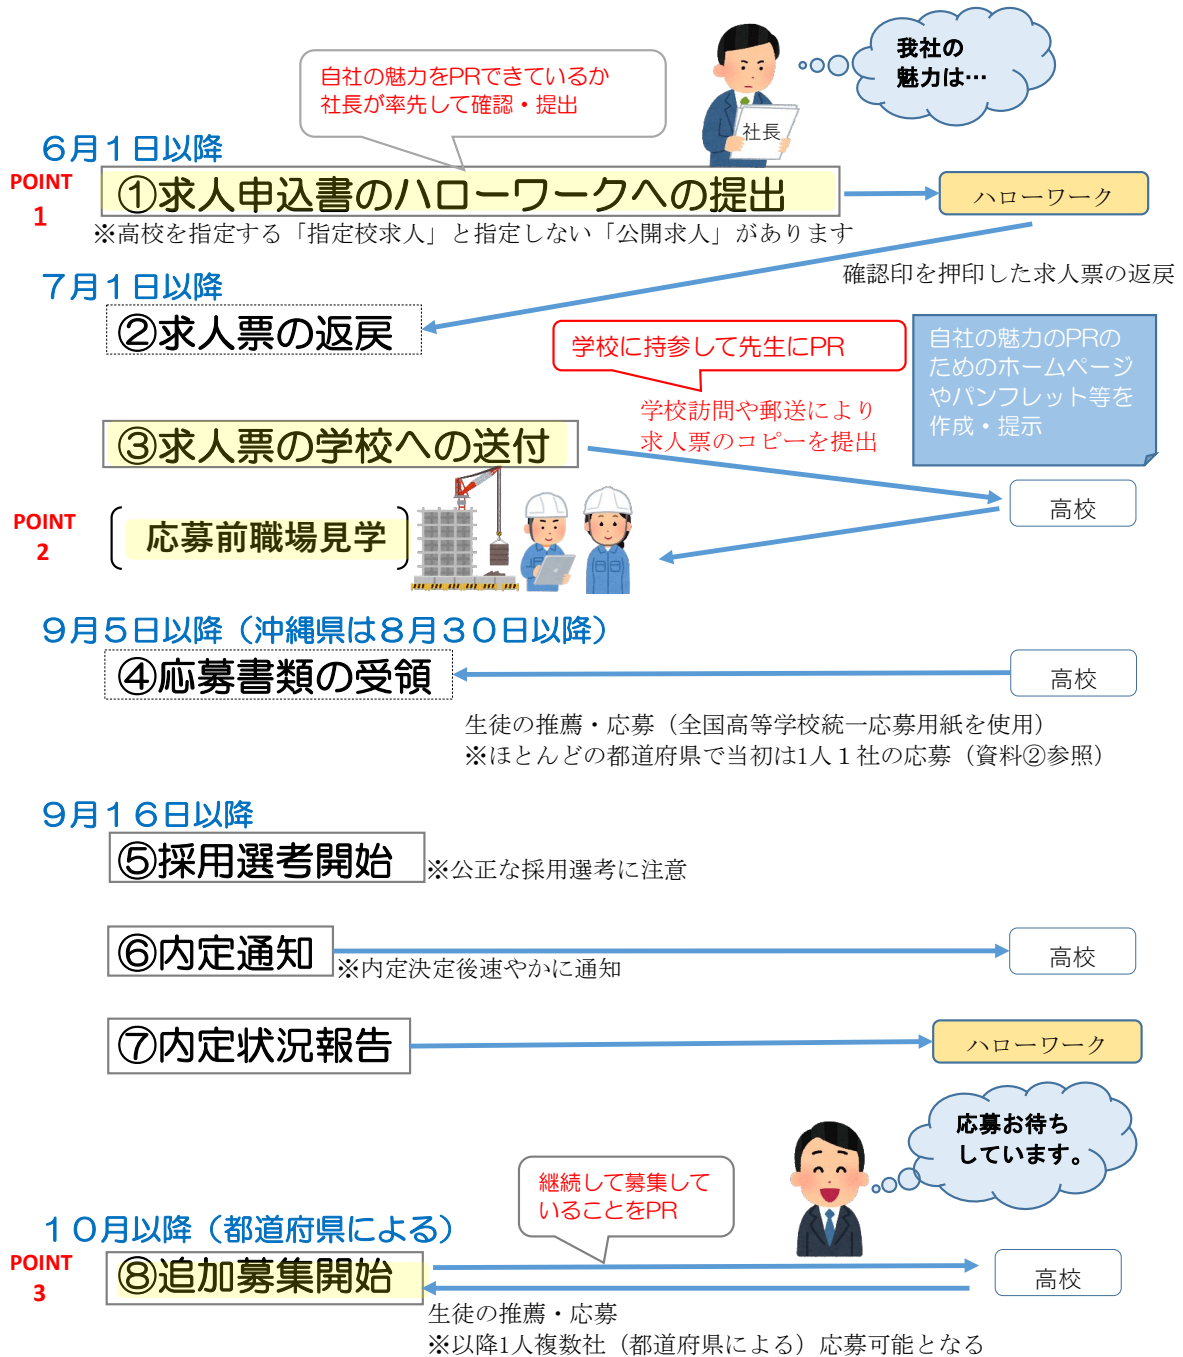 我社の
魅力は…
自社の魅力をPRできているか
社長が率先して確認・提出
社長
６月１日以降
POINT
1
①求人申込書のハローワークへの提出
ハローワーク
※高校を指定する「指定校求人」と指定しない「公開求人」があります
確認印を押印した求人票の返戻
７月１日以降
②求人票の返戻
学校に持参して先生にPR
自社の魅力のPRの
ためのホームページ
やパンフレット等を
作成・提示
学校訪問や郵送により
求人票のコピーを提出
③求人票の学校への送付
高校
POINT
2
応募前職場見学
９月５日以降（沖縄県は８月３０日以降）
④応募書類の受領
高校
生徒の推薦・応募（全国高等学校統一応募用紙を使用）
※ほとんどの都道府県で当初は1人１社の応募（資料②参照）
９月１６日以降
⑤採用選考開始
※公正な採用選考に注意
⑥内定通知
※内定決定後速やかに通知
高校
⑦内定状況報告
ハローワーク
応募お待ち
しています。
継続して募集して
いることをPR
１０月以降（都道府県による）
POINT
3
⑧追加募集開始
高校
生徒の推薦・応募
※以降1人複数社（都道府県による）応募可能となる